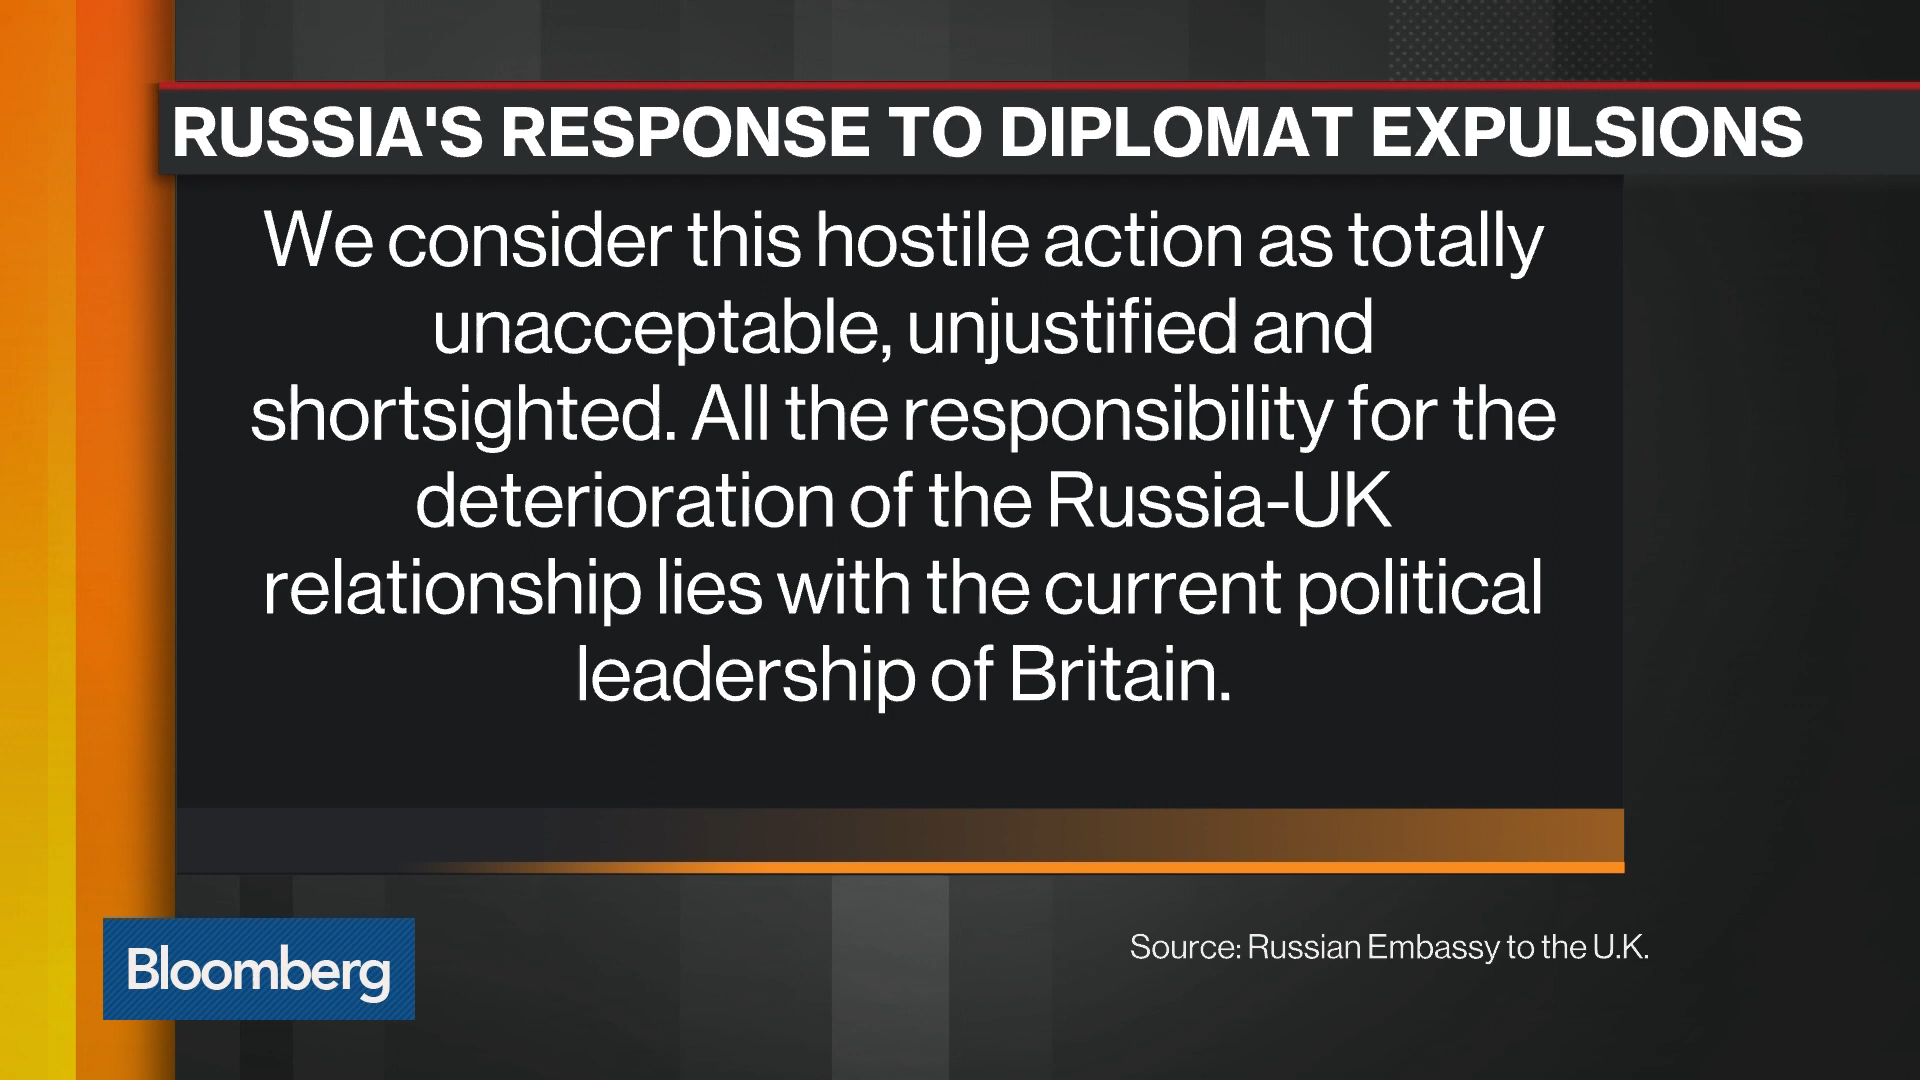 RUSSIA'S RESPONSE TO DIPLOMAT EXPULSIONS
We consider this hostile action as totally
unacceptable, unjustified and
shortsighted. All the responsibility for the
deterioration of the Russia-UK
relationship lies with the current political
leadership of Britain.
Source: Russian Embassy to the U.K.
Bloomberg